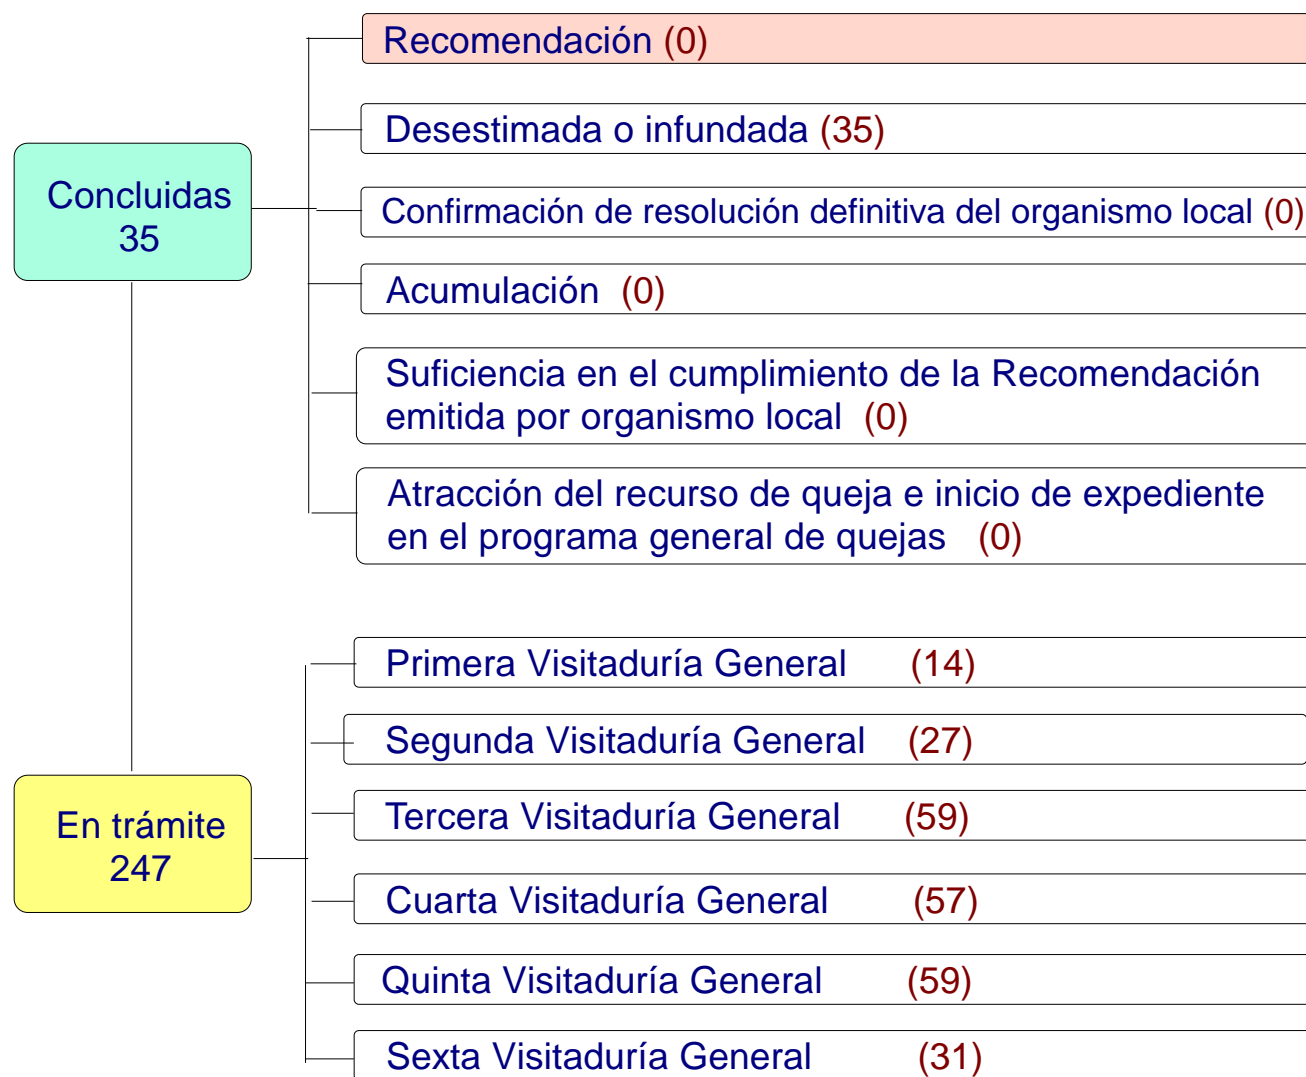 Recomendación (0)
Desestimada o infundada (35)
Concluidas
35
Confirmación de resolución definitiva del organismo local (0)
Acumulación (0)
Suficiencia en el cumplimiento de la Recomendación
emitida por organismo local (0)
Atracción del recurso de queja e inicio de expediente
en el programa general de quejas (0)
Primera Visitaduría General (14)
Segunda Visitaduría General (27)
En trámite
247
Tercera Visitaduría General (59)
Cuarta Visitaduría General (57)
Quinta Visitaduría General (59)
Sexta Visitaduría General (31)